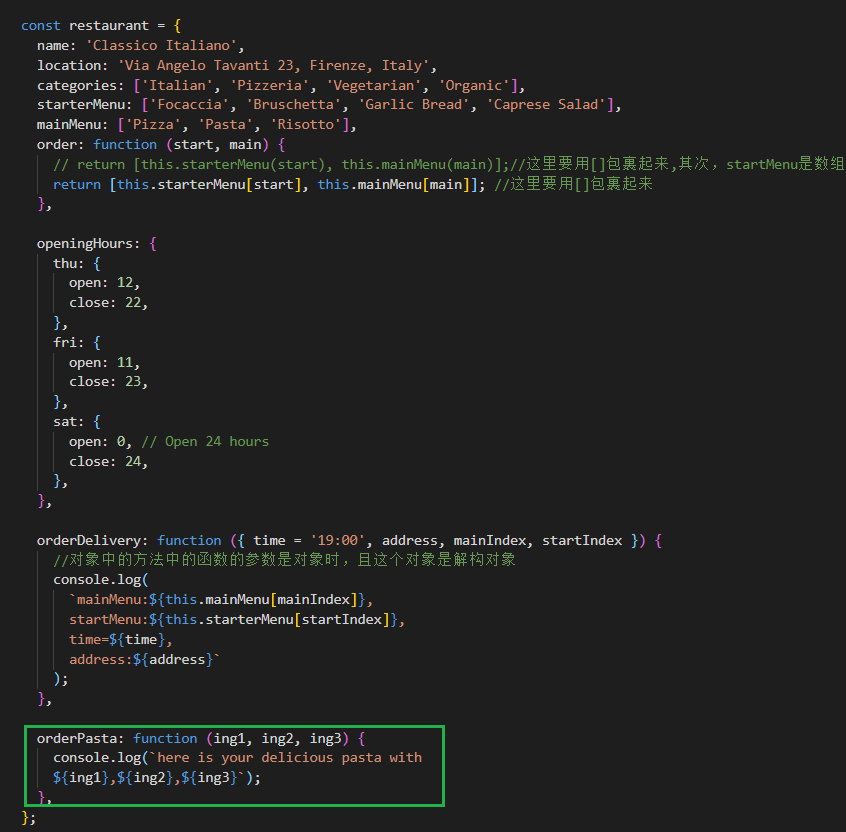 const restaurant = {
  name: 'Classico Italiano',
  location: 'Via Angelo Tavanti 23, Firenze, Italy',
  categories: ['Italian', 'Pizzeria', 'Vegetarian', 'Organic'],
  starterMenu: ['Focaccia', 'Bruschetta', 'Garlic Bread', 'Caprese Salad'],
  mainMenu: ['Pizza', 'Pasta', 'Risotto'],
  order: function (start, main) {
    // return [this.starterMenu(start), this.mainMenu(main)];//这里要用[]包裹起来,其次，startMenu是数组
    return [this.starterMenu[start], this.mainMenu[main]]; //这里要用[]包裹起来
  },

  openingHours: {
    thu: {
      open: 12,
      close: 22,
    },
    fri: {
      open: 11,
      close: 23,
    },
    sat: {
      open: 0, // Open 24 hours
      close: 24,
    },
  },

  orderDelivery: function ({ time = '19:00', address, mainIndex, startIndex }) {
    //对象中的方法中的函数的参数是对象时，且这个对象是解构对象
    console.log(
      `mainMenu:${this.mainMenu[mainIndex]},
      startMenu:${this.starterMenu[startIndex]},
      time=${time},
      address:${address}`
    );
  },

  orderPasta: function (ing1, ing2, ing3) {
    console.log(`here is your delicious pasta with
    ${ing1},${ing2},${ing3}`);
  },
};